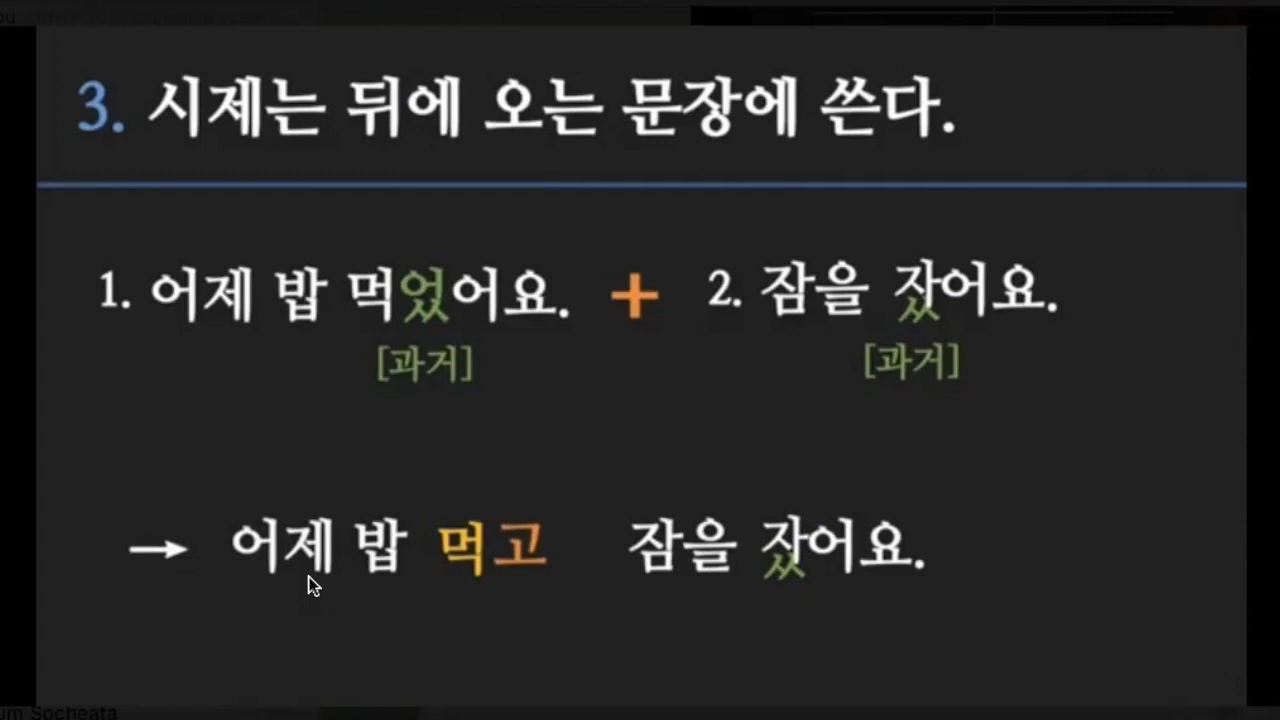 3. 시제는 뒤에 오는 문장에 쓴다.
1. 어제 밥 먹었어요. + 2. 잠을 잤어요.
[과거] [과거]
→ 어제 밥 먹고 잠을 잤어요.
Socheata